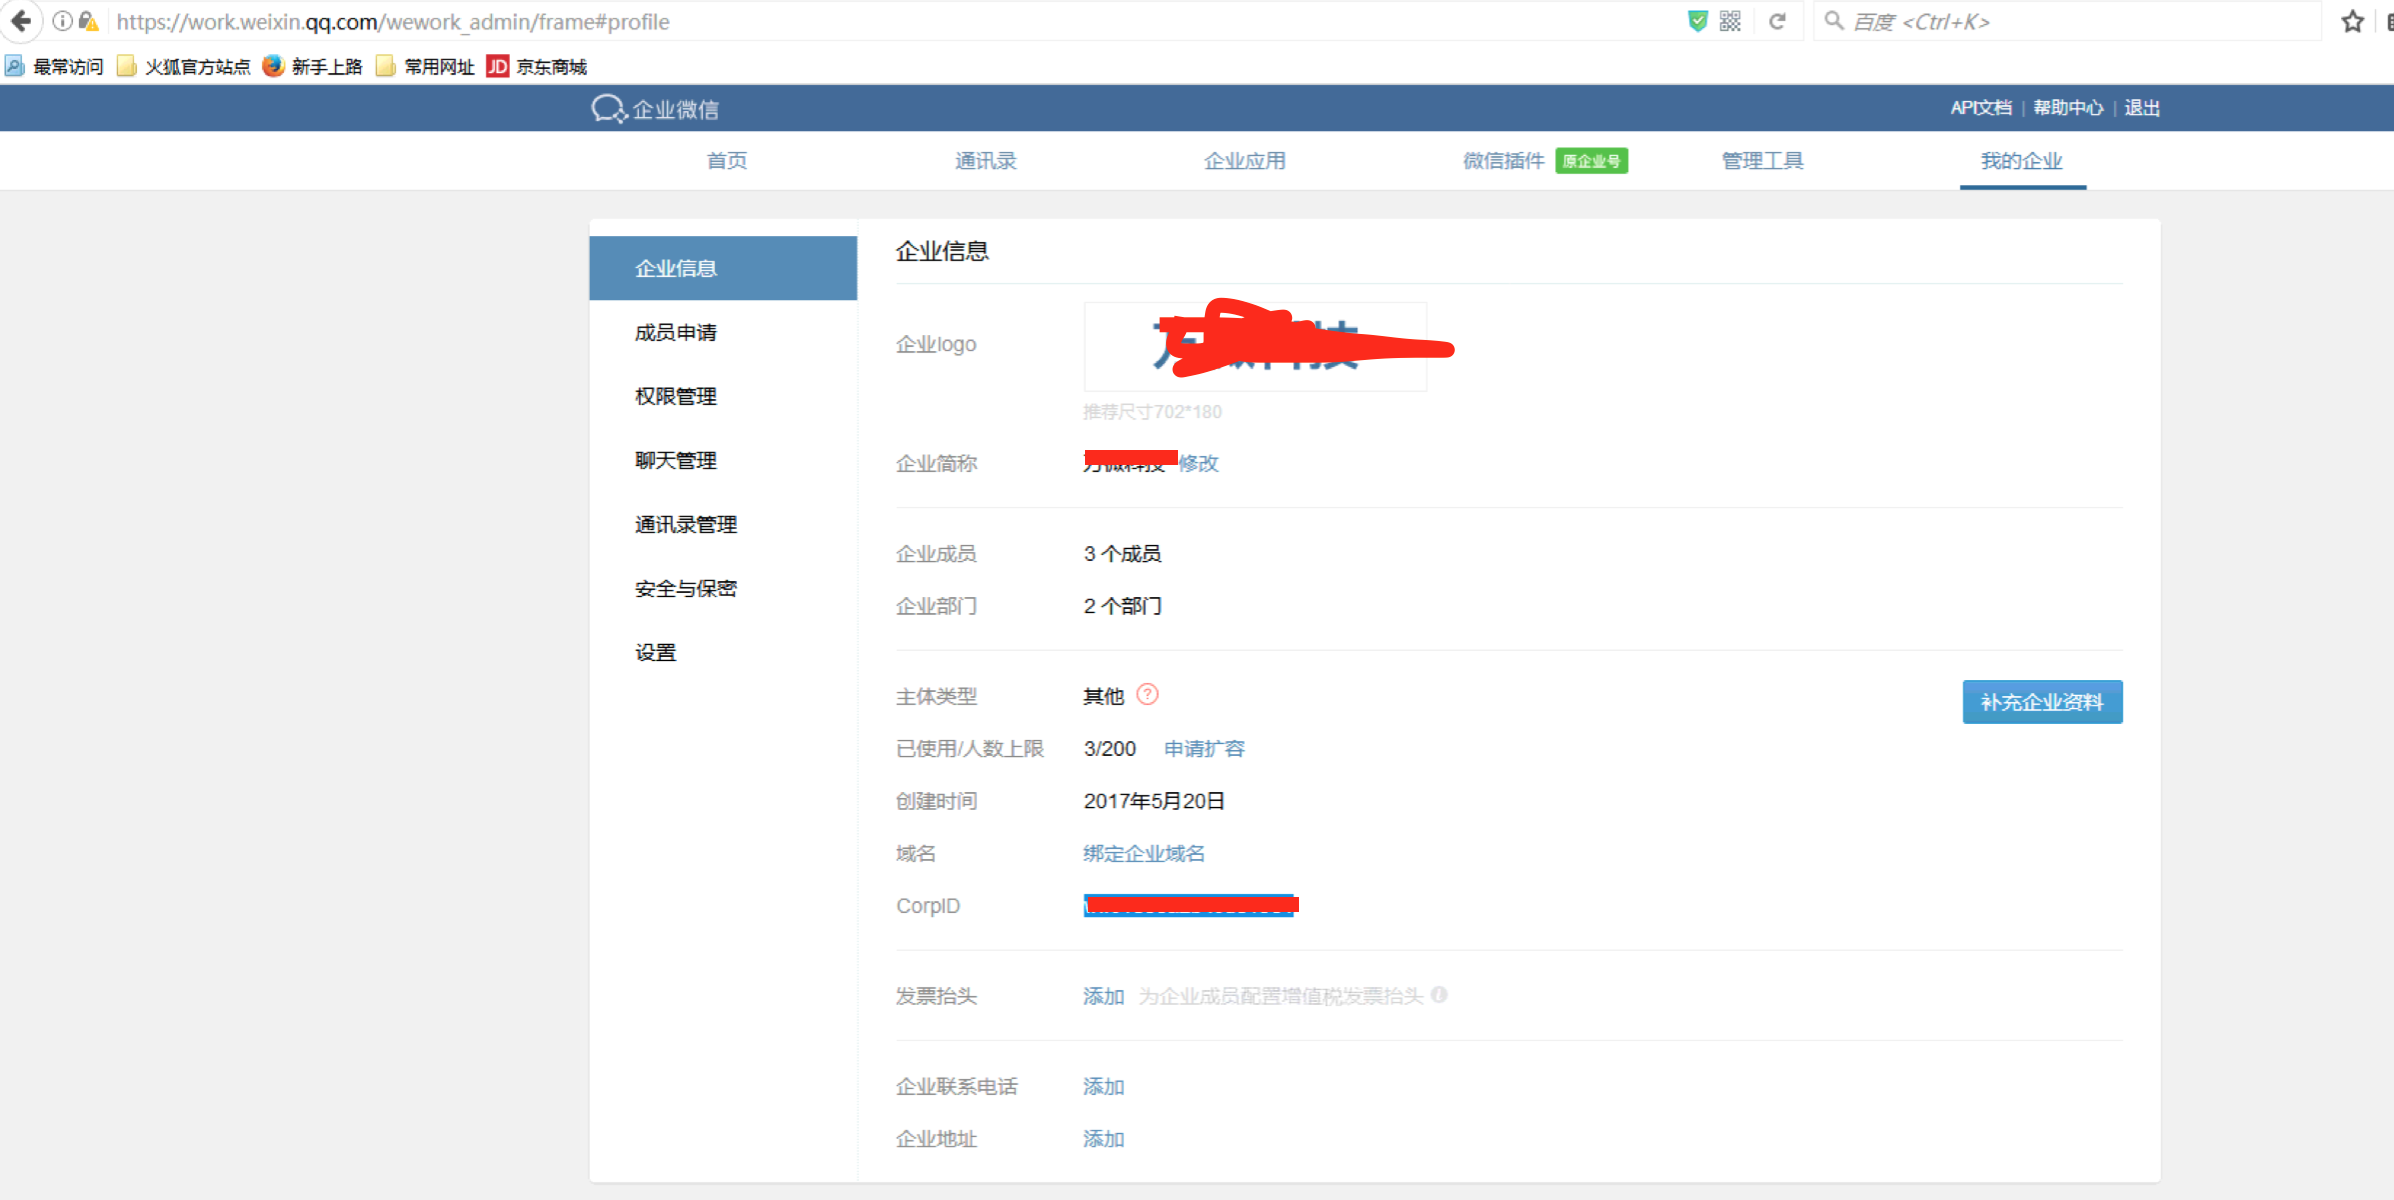 https://work.weixin.qq.com/wework_admin/frame#profile
百度 <Ctrl+K>
最常访问 火狐官方站点 新手上路 常用网址 JD 京东商城
企业微信
API文档 | 帮助中心 | 退出
首页 通讯录 企业应用 微信插件 原企业号 管理工具 我的企业
企业信息
成员申请
权限管理
聊天管理
通讯录管理
安全与保密
设置
企业信息
企业logo
推荐尺寸702*180
企业简称 修改
企业成员 3 个成员
企业部门 2 个部门
主体类型 其他 ?
补充企业资料
已使用/人数上限 3/200 申请扩容
创建时间 2017年5月20日
域名 绑定企业域名
CorpID
发票抬头 添加 为企业成员配置增值税发票抬头
企业联系电话 添加
企业地址 添加